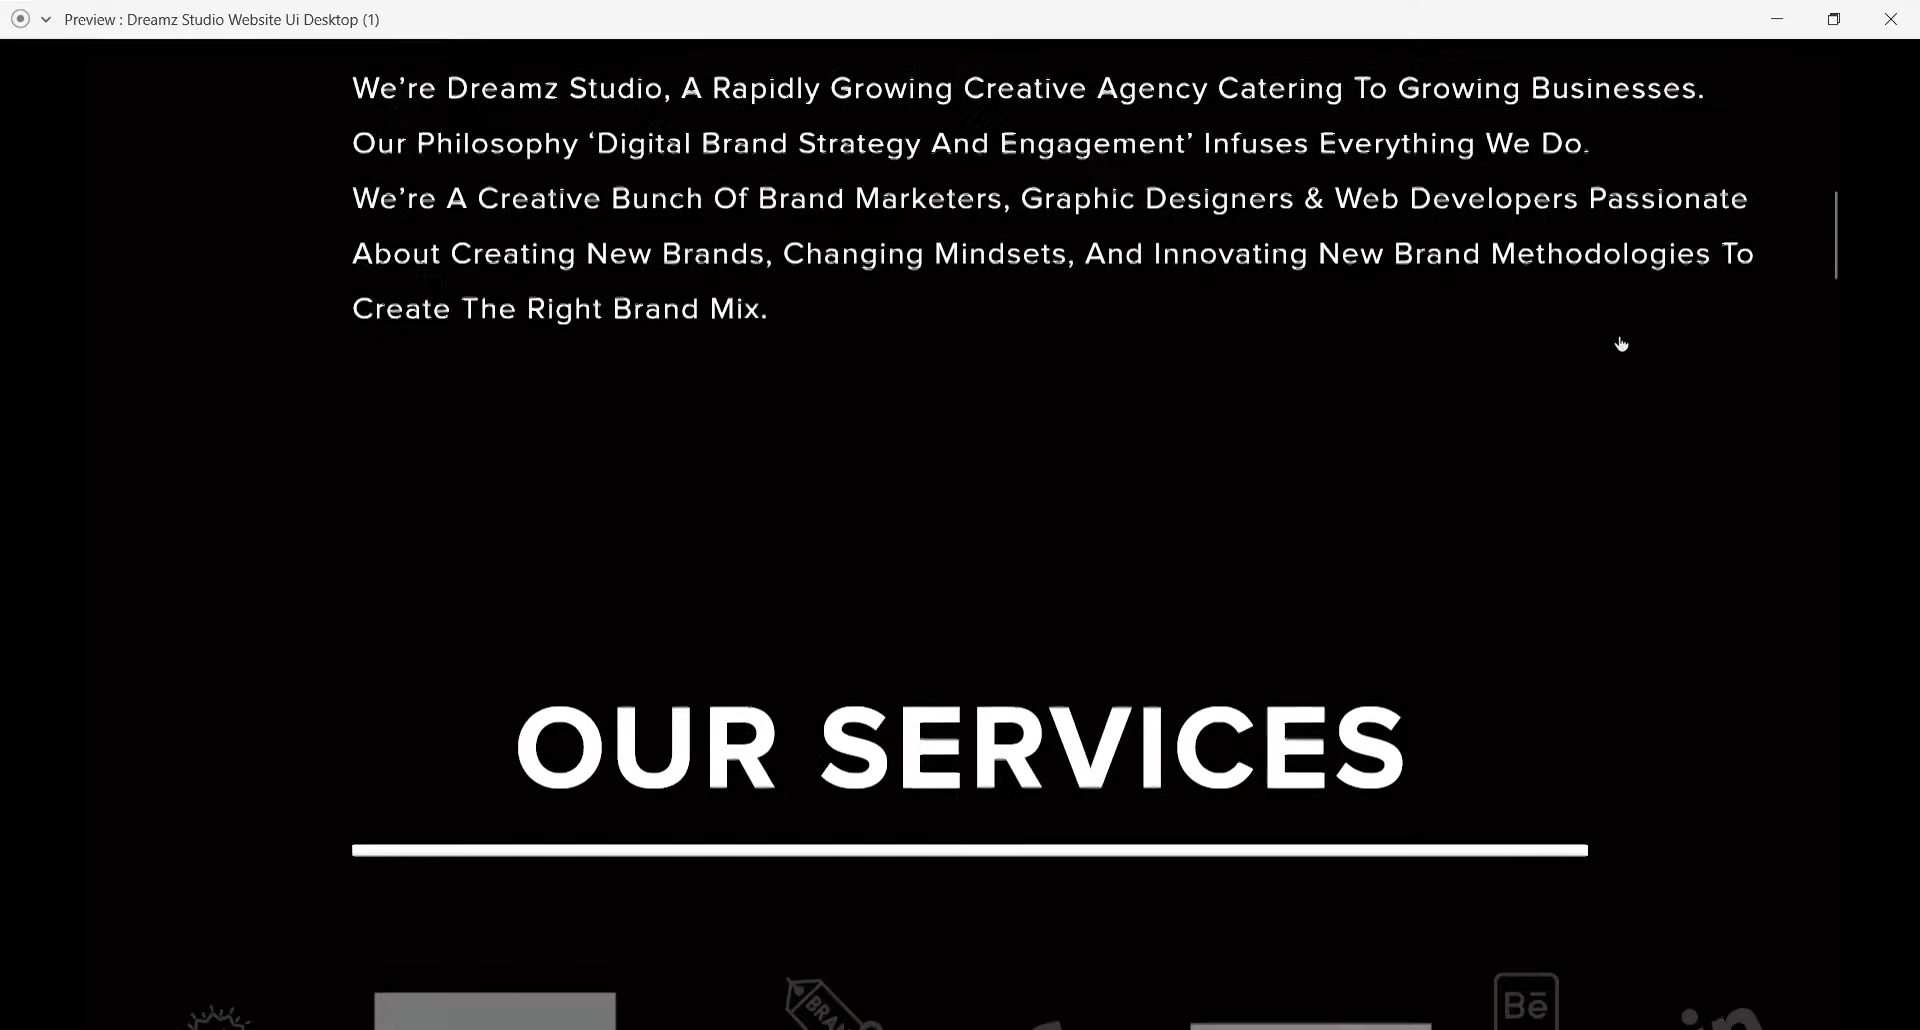 Preview : Dreamz Studio Website Ui Desktop (1)
We’re Dreamz Studio, A Rapidly Growing Creative Agency Catering To Growing Businesses.
Our Philosophy ‘Digital Brand Strategy And Engagement’ Infuses Everything We Do.
We’re A Creative Bunch Of Brand Marketers, Graphic Designers & Web Developers Passionate
About Creating New Brands, Changing Mindsets, And Innovating New Brand Methodologies To
Create The Right Brand Mix.
OUR SERVICES
Bē
in